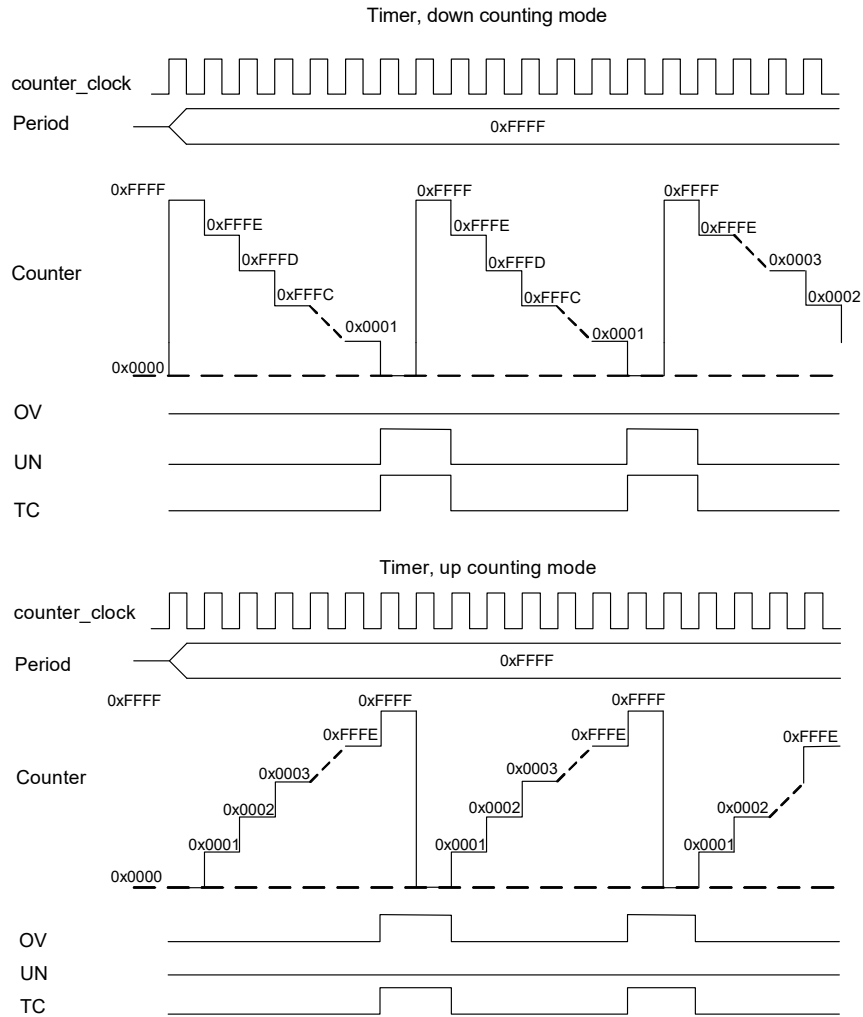 Timer, down counting mode
counter_clock
Period
0xFFFF
0xFFFF 0xFFFF 0xFFFF
0xFFFE 0xFFFE 0xFFFE
0xFFFD 0xFFFD 0x0003
Counter
0xFFFC 0xFFFC 0x0002
0x0001 0x0001
0x0000
OV
UN
TC
Timer, up counting mode
counter_clock
Period
0xFFFF
0xFFFF 0xFFFF 0xFFFF
0xFFFE 0xFFFE 0xFFFE
Counter
0x0003 0x0003
0x0002 0x0002 0x0002
0x0001 0x0001 0x0001
0x0000
OV
UN
TC